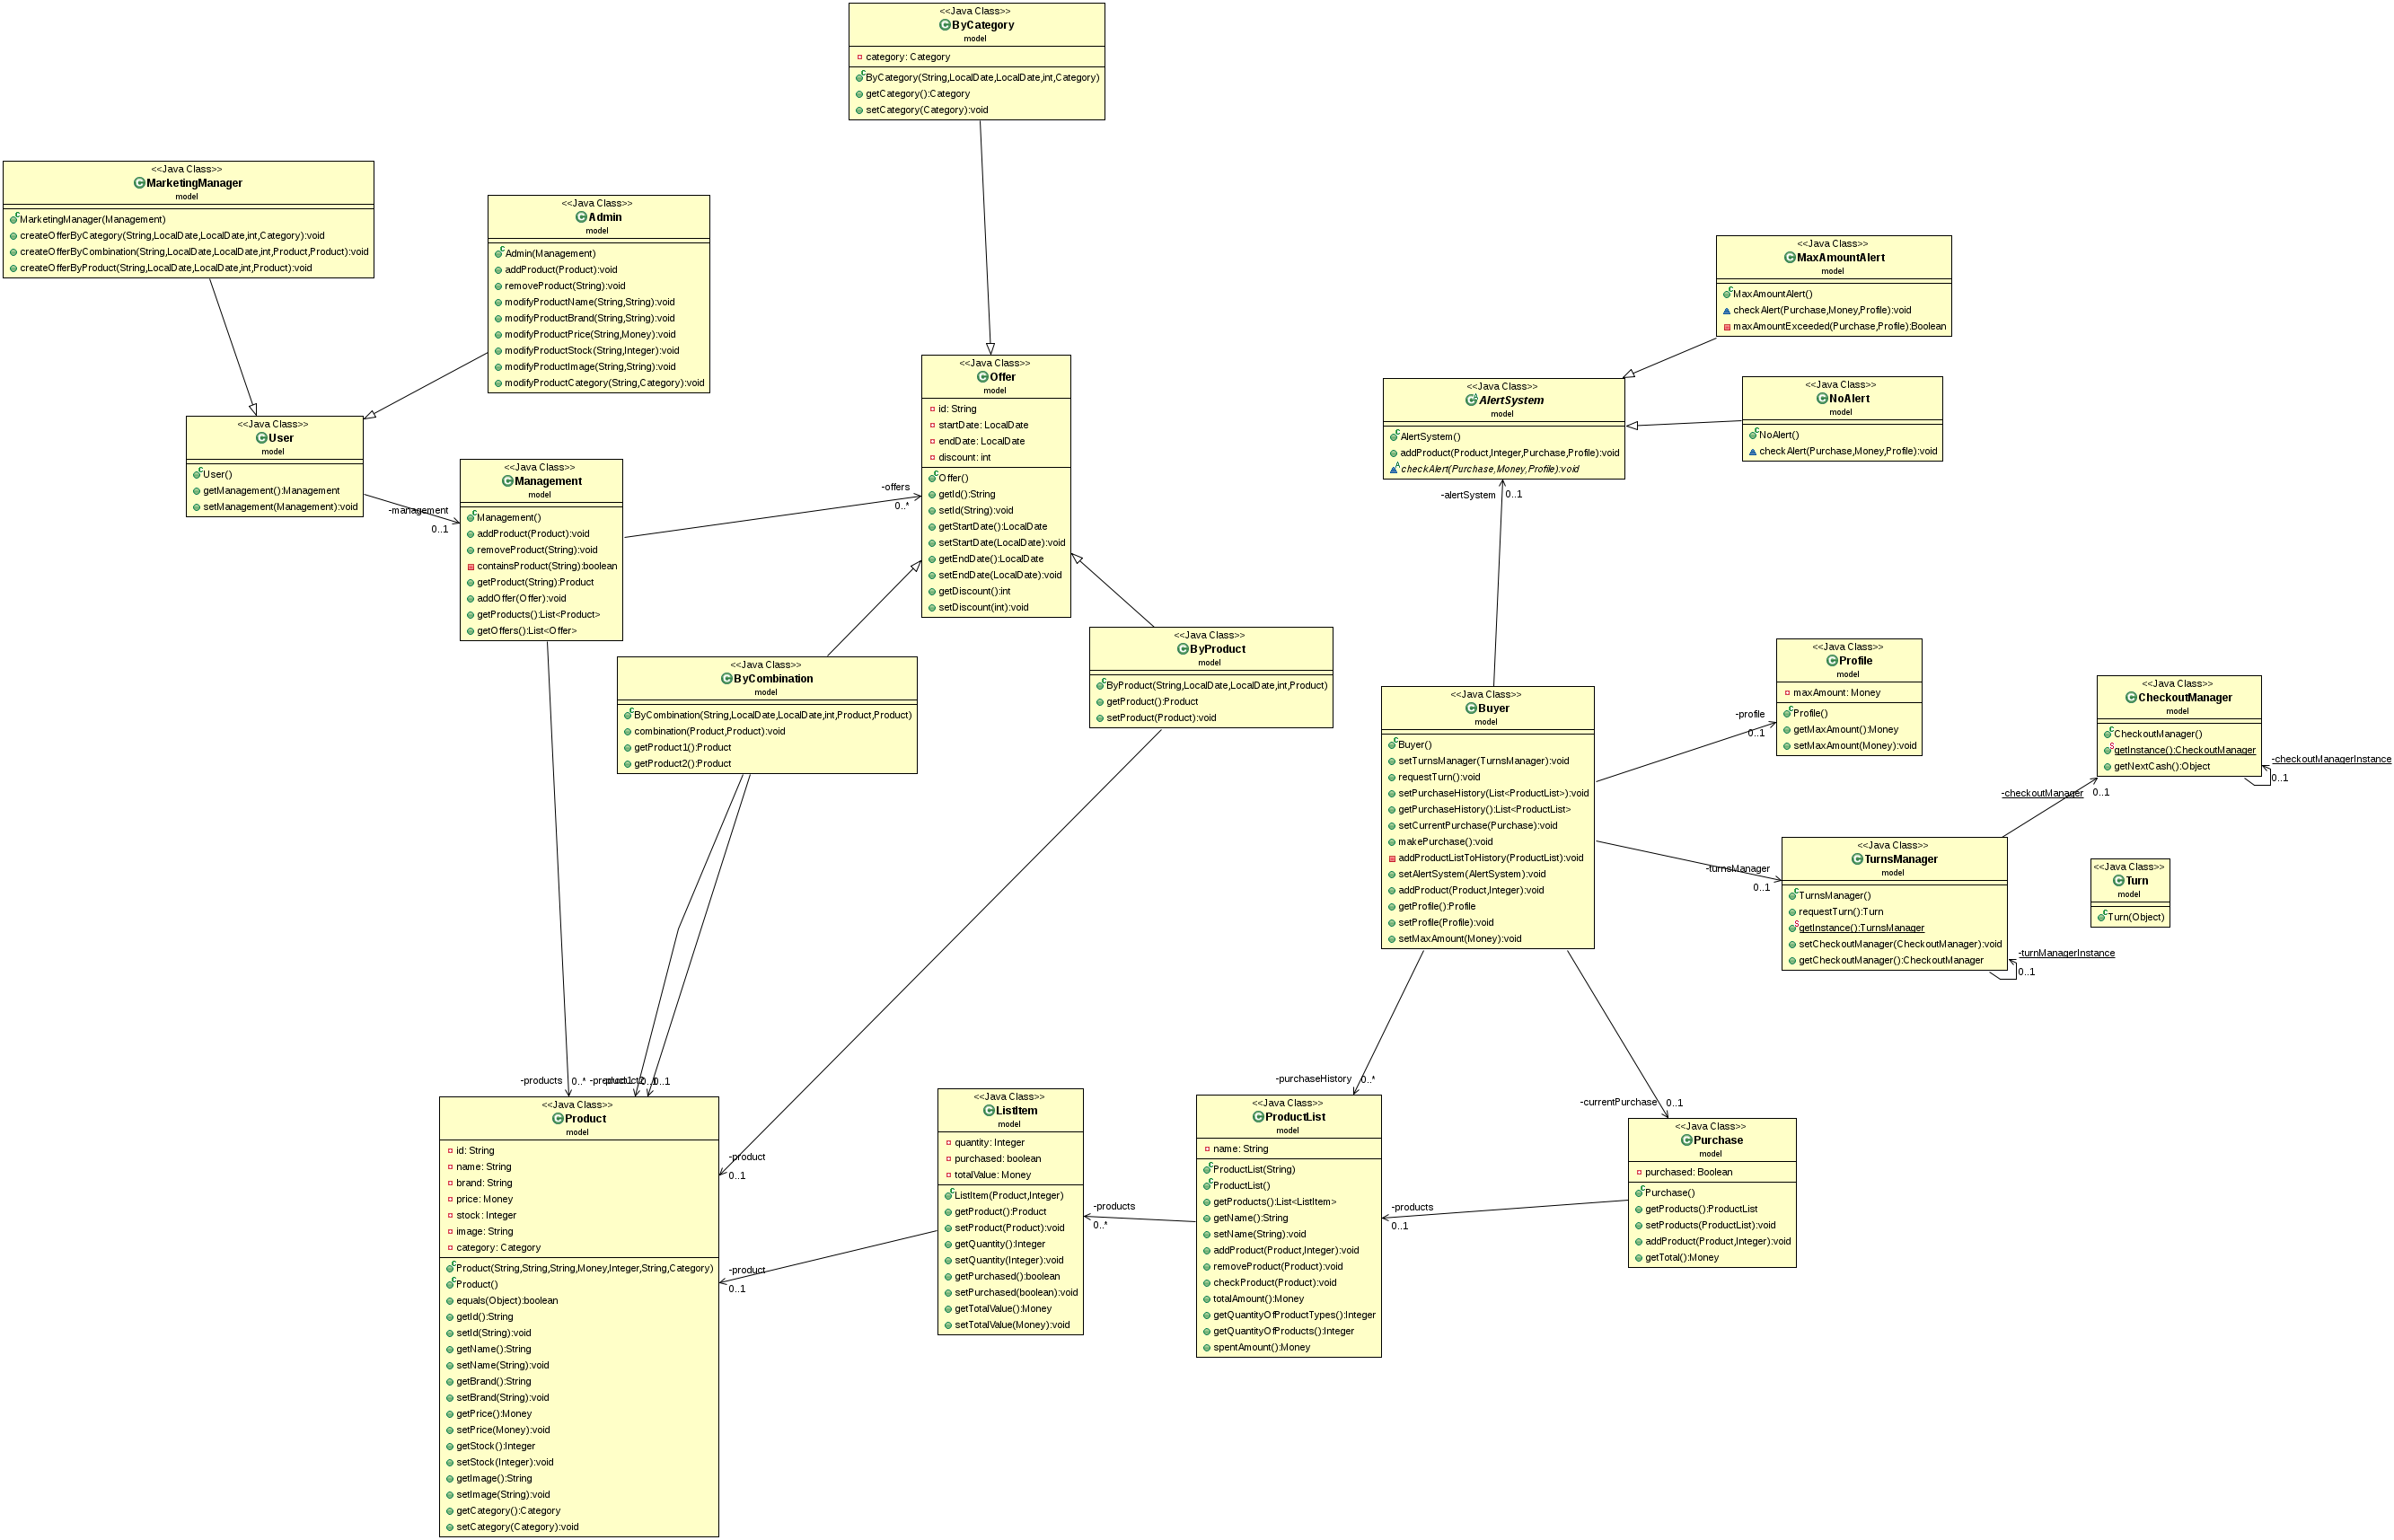 <<Java Class>>
ByCategory
model
category: Category
ByCategory(String,LocalDate,LocalDate,int,Category)
getCategory():Category
setCategory(Category):void
<<Java Class>>
MarketingManager
model
MarketingManager(Management)
createOfferByCategory(String,LocalDate,LocalDate,int,Category):void
createOfferByCombination(String,LocalDate,LocalDate,int,Product,Product):void
createOfferByProduct(String,LocalDate,LocalDate,int,Product):void
<<Java Class>>
Admin
model
Admin(Management)
addProduct(Product):void
removeProduct(String):void
modifyProductName(String,String):void
modifyProductBrand(String,String):void
modifyProductPrice(String,Money):void
modifyProductStock(String,Integer):void
modifyProductImage(String,String):void
modifyProductCategory(String,Category):void
<<Java Class>>
MaxAmountAlert
model
MaxAmountAlert()
checkAlert(Purchase,Money,Profile):void
maxAmountExceeded(Purchase,Profile):Boolean
<<Java Class>>
Offer
model
id: String
startDate: LocalDate
endDate: LocalDate
discount: int
Offer()
getId():String
setId(String):void
getStartDate():LocalDate
setStartDate(LocalDate):void
getEndDate():LocalDate
setEndDate(LocalDate):void
getDiscount():int
setDiscount(int):void
<<Java Class>>
AlertSystem
model
AlertSystem()
addProduct(Product,Integer,Purchase,Profile):void
checkAlert(Purchase,Money,Profile):void
<<Java Class>>
NoAlert
model
NoAlert()
checkAlert(Purchase,Money,Profile):void
<<Java Class>>
User
model
User()
getManagement():Management
setManagement(Management):void
-management
0..1
<<Java Class>>
Management
model
Management()
addProduct(Product):void
removeProduct(String):void
containsProduct(String):boolean
getProduct(String):Product
addOffer(Offer):void
getProducts():List<Product>
getOffers():List<Offer>
-offers
0..*
-alertSystem
0..1
<<Java Class>>
ByCombination
model
ByCombination(String,LocalDate,LocalDate,int,Product,Product)
combination(Product,Product):void
getProduct1():Product
getProduct2():Product
<<Java Class>>
ByProduct
model
ByProduct(String,LocalDate,LocalDate,int,Product)
getProduct():Product
setProduct(Product):void
<<Java Class>>
Buyer
model
Buyer()
setTurnsManager(TurnsManager):void
requestTurn():void
setPurchaseHistory(List<ProductList>):void
getPurchaseHistory():List<ProductList>
setCurrentPurchase(Purchase):void
makePurchase():void
addProductListToHistory(ProductList):void
setAlertSystem(AlertSystem):void
addProduct(Product,Integer):void
getProfile():Profile
setProfile(Profile):void
setMaxAmount(Money):void
-profile
0..1
<<Java Class>>
Profile
model
maxAmount: Money
Profile()
getMaxAmount():Money
setMaxAmount(Money):void
<<Java Class>>
CheckoutManager
model
CheckoutManager()
getInstance():CheckoutManager
getNextCash():Object
-checkoutManagerInstance
0..1
-checkoutManager
0..1
-turnsManager
0..1
<<Java Class>>
TurnsManager
model
TurnsManager()
requestTurn():Turn
getInstance():TurnsManager
setCheckoutManager(CheckoutManager):void
getCheckoutManager():CheckoutManager
-turnManagerInstance
0..1
<<Java Class>>
Turn
model
Turn(Object)
-products
0..*
0..1
-purchaseHistory
0..*
-currentPurchase
0..1
<<Java Class>>
Product
model
id: String
name: String
brand: String
price: Money
stock: Integer
image: String
category: Category
Product(String,String,String,Money,Integer,String,Category)
Product()
equals(Object):boolean
getId():String
setId(String):void
getName():String
setName(String):void
getBrand():String
setBrand(String):void
getPrice():Money
setPrice(Money):void
getStock():Integer
setStock(Integer):void
getImage():String
setImage(String):void
getCategory():Category
setCategory(Category):void
-product
0..1
-product
0..1
<<Java Class>>
ListItem
model
quantity: Integer
purchased: boolean
totalValue: Money
ListItem(Product,Integer)
getProduct():Product
setProduct(Product):void
getQuantity():Integer
setQuantity(Integer):void
getPurchased():boolean
setPurchased(boolean):void
getTotalValue():Money
setTotalValue(Money):void
-products
0..*
<<Java Class>>
ProductList
model
name: String
ProductList(String)
ProductList()
getProducts():List<ListItem>
getName():String
setName(String):void
addProduct(Product,Integer):void
removeProduct(Product):void
checkProduct(Product):void
totalAmount():Money
getQuantityOfProductTypes():Integer
getQuantityOfProducts():Integer
spentAmount():Money
-products
0..1
<<Java Class>>
Purchase
model
purchased: Boolean
Purchase()
getProducts():ProductList
setProducts(ProductList):void
addProduct(Product,Integer):void
getTotal():Money